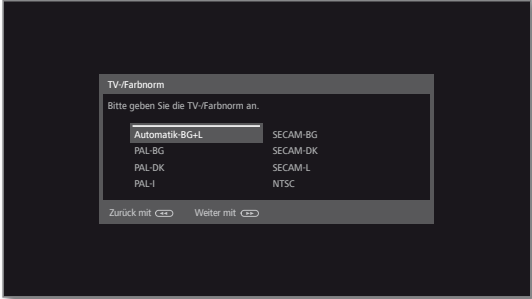 TV-/Farbnorm
Bitte geben Sie die TV-/Farbnorm an.
Automatik-BG+L SECAM-BG
PAL-BG SECAM-DK
PAL-DK SECAM-L
PAL-I NTSC
Zurück mit Weiter mit